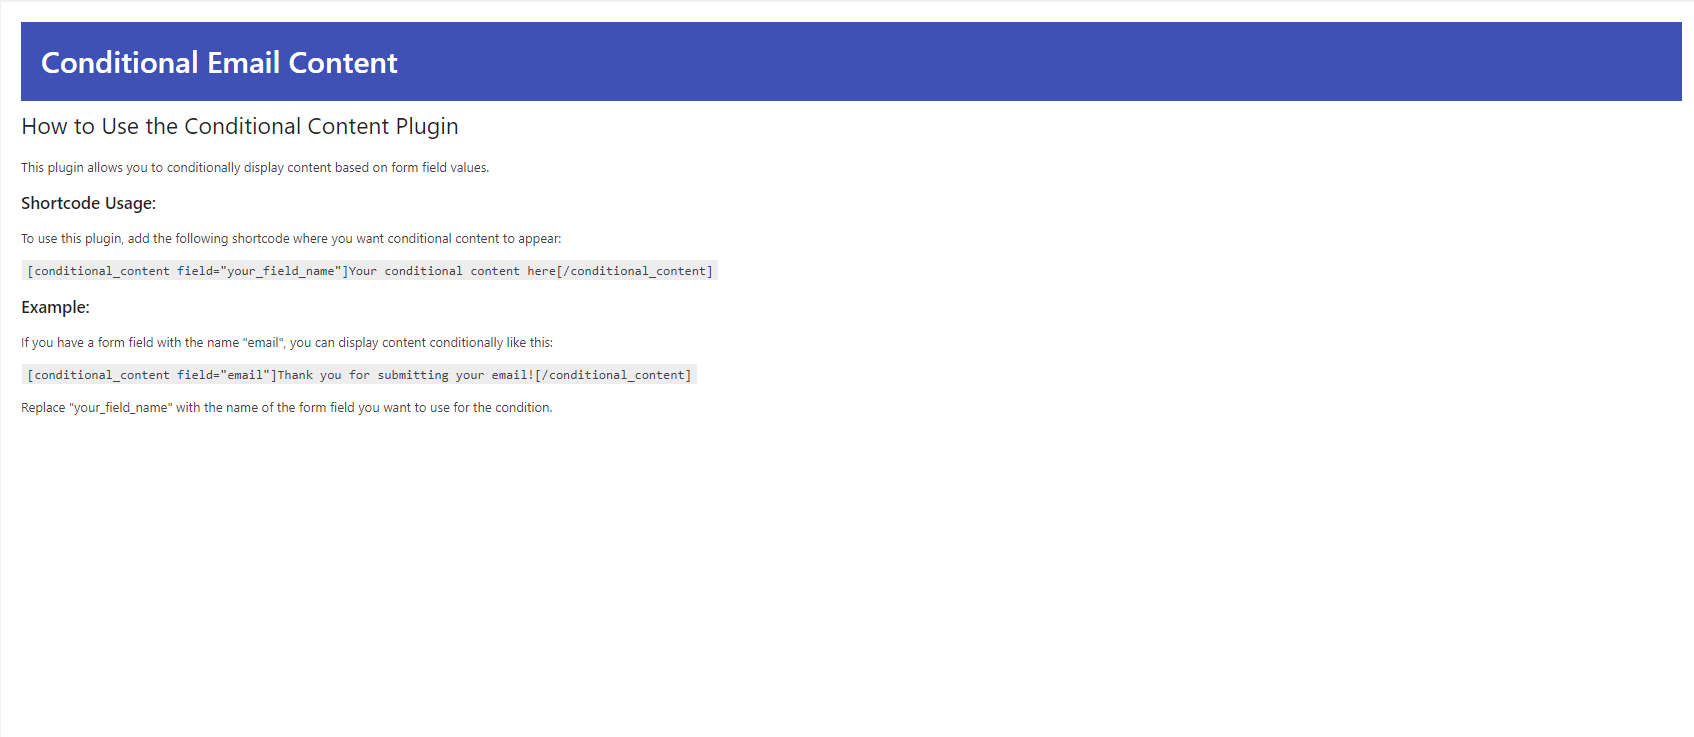 Conditional Email Content
How to Use the Conditional Content Plugin
This plugin allows you to conditionally display content based on form field values.
Shortcode Usage:
To use this plugin, add the following shortcode where you want conditional content to appear:
[conditional_content field="your_field_name"]Your conditional content here[/conditional_content]
Example:
If you have a form field with the name "email", you can display content conditionally like this:
[conditional_content field="email"]Thank you for submitting your email![/conditional_content]
Replace "your_field_name" with the name of the form field you want to use for the condition.